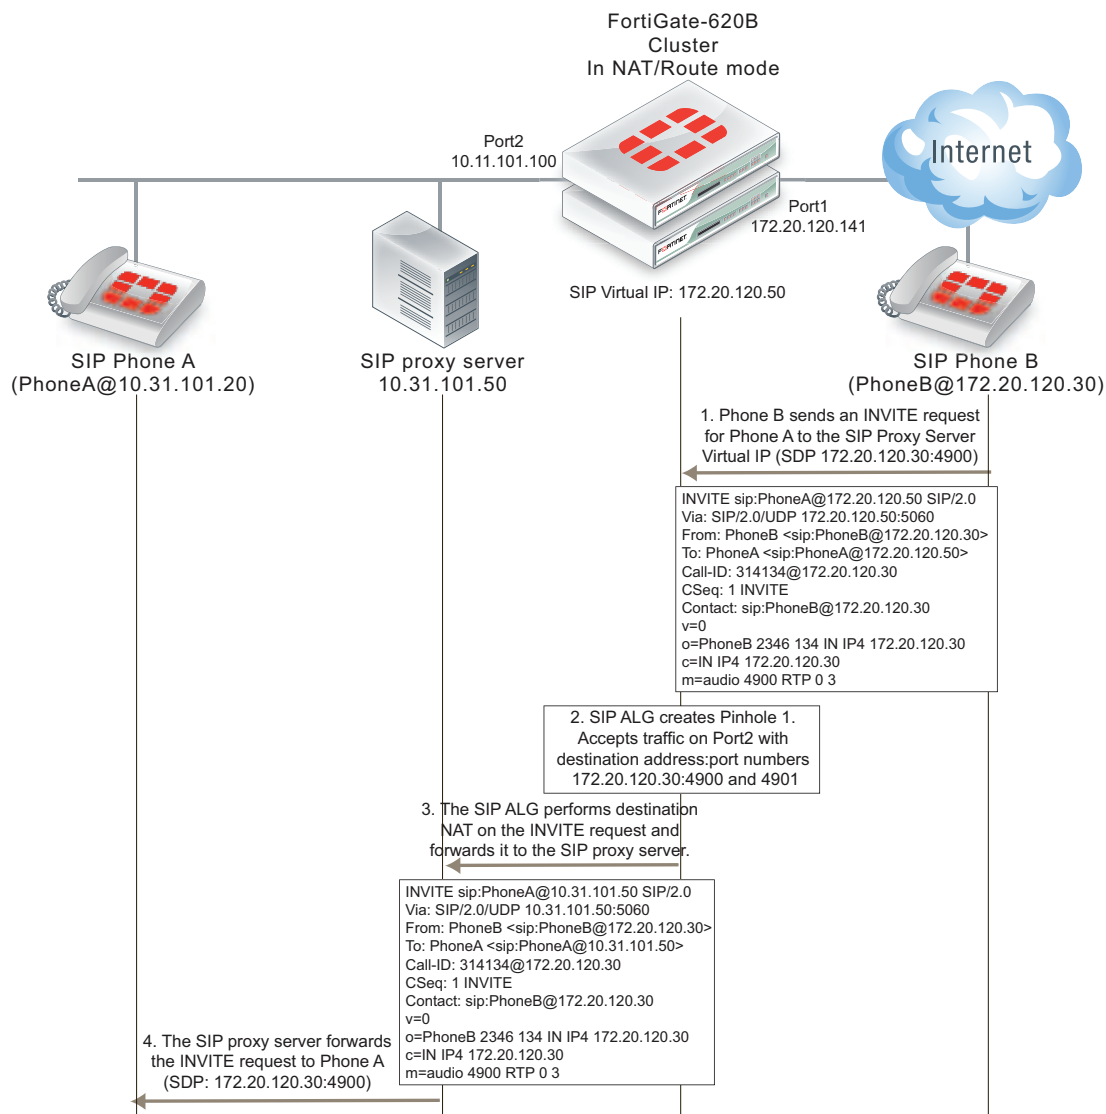 FortiGate-620B
Cluster
In NAT/Route mode
Port2
10.11.101.100
Internet
Port1
172.20.120.141
FORTINET
FORTINET
SIP Virtual IP: 172.20.120.50
SIP Phone A
(PhoneA@10.31.101.20)
SIP proxy server
10.31.101.50
SIP Phone B
(PhoneB@172.20.120.30)
1. Phone B sends an INVITE request
for Phone A to the SIP Proxy Server
Virtual IP (SDP 172.20.120.30:4900)
INVITE sip:PhoneA@172.20.120.50 SIP/2.0
Via: SIP/2.0/UDP 172.20.120.50:5060
From: PhoneB <sip:PhoneB@172.20.120.30>
To: PhoneA <sip:PhoneA@172.20.120.50>
Call-ID: 314134@172.20.120.30
CSeq: 1 INVITE
Contact: sip:PhoneB@172.20.120.30
v=0
o=PhoneB 2346 134 IN IP4 172.20.120.30
c=IN IP4 172.20.120.30
m=audio 4900 RTP 0 3
2. SIP ALG creates Pinhole 1.
Accepts traffic on Port2 with
destination address:port numbers
172.20.120.30:4900 and 4901
3. The SIP ALG performs destination
NAT on the INVITE request and
forwards it to the SIP proxy server.
INVITE sip:PhoneA@10.31.101.50 SIP/2.0
Via: SIP/2.0/UDP 10.31.101.50:5060
From: PhoneB <sip:PhoneB@172.20.120.30>
To: PhoneA <sip:PhoneA@10.31.101.50>
Call-ID: 314134@172.20.120.30
CSeq: 1 INVITE
Contact: sip:PhoneB@172.20.120.30
v=0
o=PhoneB 2346 134 IN IP4 172.20.120.30
c=IN IP4 172.20.120.30
m=audio 4900 RTP 0 3
4. The SIP proxy server forwards
the INVITE request to Phone A
(SDP: 172.20.120.30:4900)